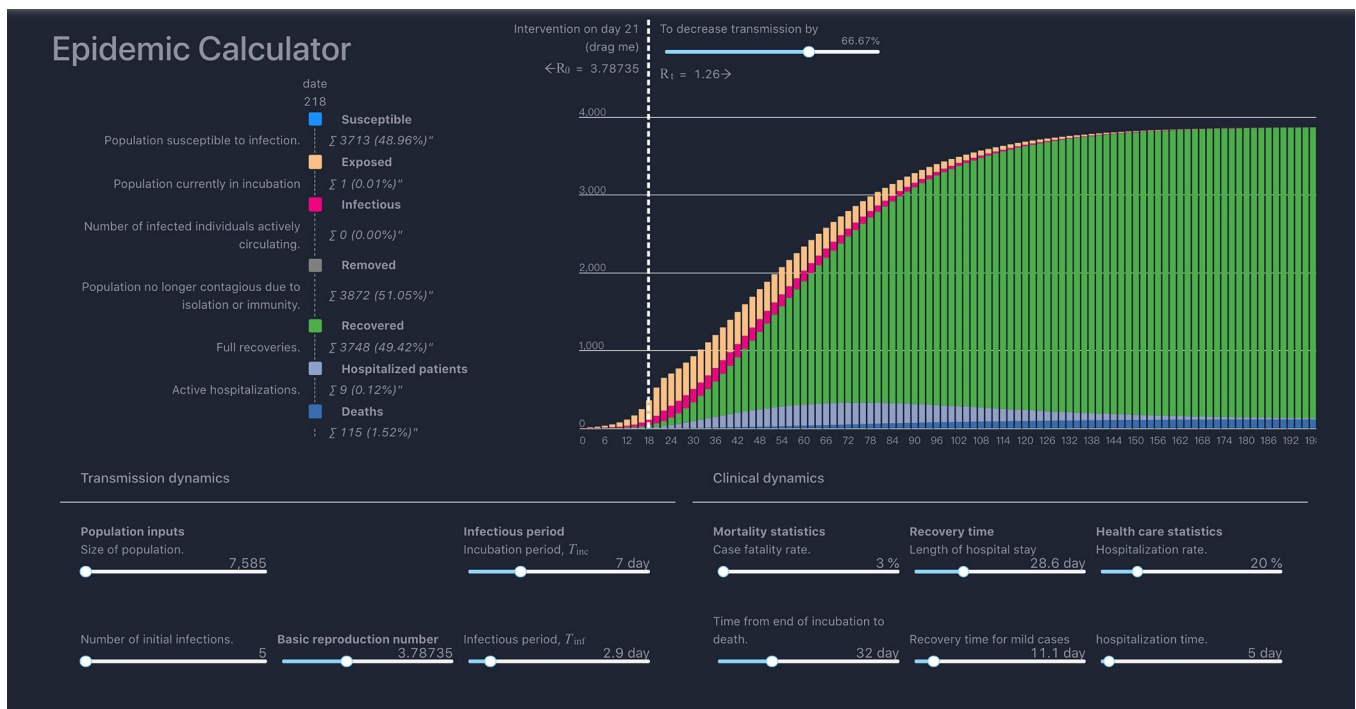 Epidemic Calculator
Intervention on day 21
(drag me)
←R₀ = 3.78735
To decrease transmission by
66.67%
R₁ = 1.26→
date
218
Susceptible
Population susceptible to infection.
∑ 3713 (48.96%)"
Exposed
Population currently in incubation
∑ 1 (0.01%)"
Infectious
Number of infected individuals actively
circulating.
∑ 0 (0.00%)"
Removed
Population no longer contagious due to
isolation or immunity.
∑ 3872 (51.05%)"
Recovered
Full recoveries.
∑ 3748 (49.42%)"
Hospitalized patients
Active hospitalizations.
∑ 9 (0.12%)"
Deaths
∑ 115 (1.52%)"
4,000
3,000
2,000
1,000
0
0 6 12 18 24 30 36 42 48 54 60 66 72 78 84 90 96 102 108 114 120 126 132 138 144 150 156 162 168 174 180 186 192
Transmission dynamics
Clinical dynamics
Population inputs
Size of population.
7,585
Infectious period
Incubation period, Tinc
7 day
Mortality statistics
Case fatality rate.
3 %
Recovery time
Length of hospital stay
28.6 day
Health care statistics
Hospitalization rate.
20 %
Number of initial infections.
5
Basic reproduction number
3.78735
Infectious period, Tinf
2.9 day
Time from end of incubation to
death.
32 day
Recovery time for mild cases
11.1 day
hospitalization time.
5 day